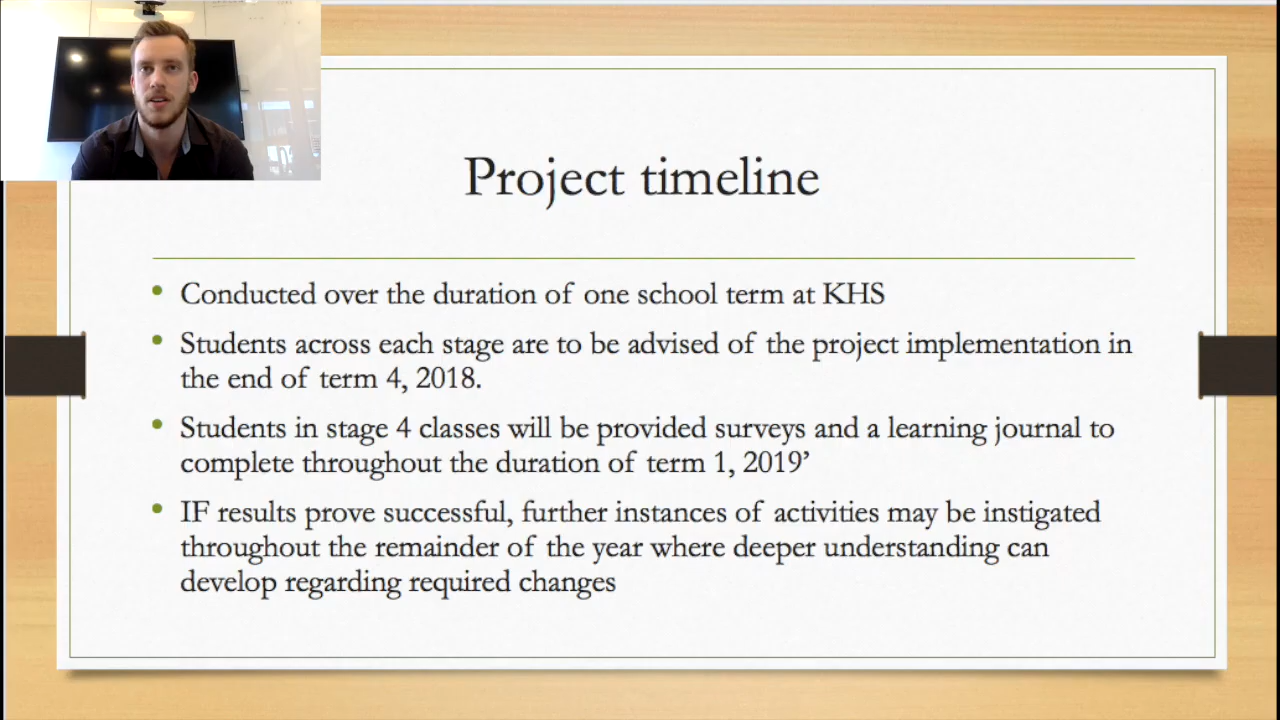 Project timeline
Conducted over the duration of one school term at KHS
Students across each stage are to be advised of the project implementation in
the end of term 4, 2018.
Students in stage 4 classes will be provided surveys and a learning journal to
complete throughout the duration of term 1, 2019’
IF results prove successful, further instances of activities may be instigated
throughout the remainder of the year where deeper understanding can
develop regarding required changes